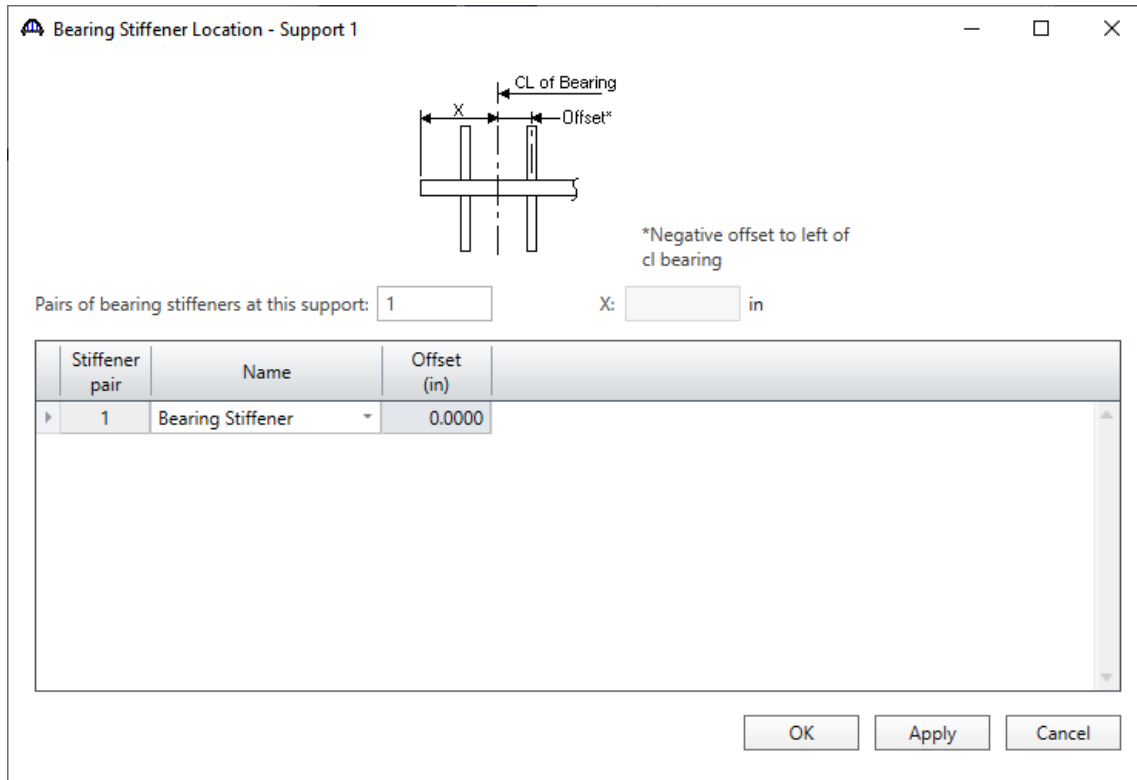 Bearing Stiffener Location - Support 1
CL of Bearing
X
Offset*
*Negative offset to left of
cl bearing
Pairs of bearing stiffeners at this support: 1 X: in
Stiffener
pair
Name
Offset
(in)
1 Bearing Stiffener 0.0000
OK Apply Cancel